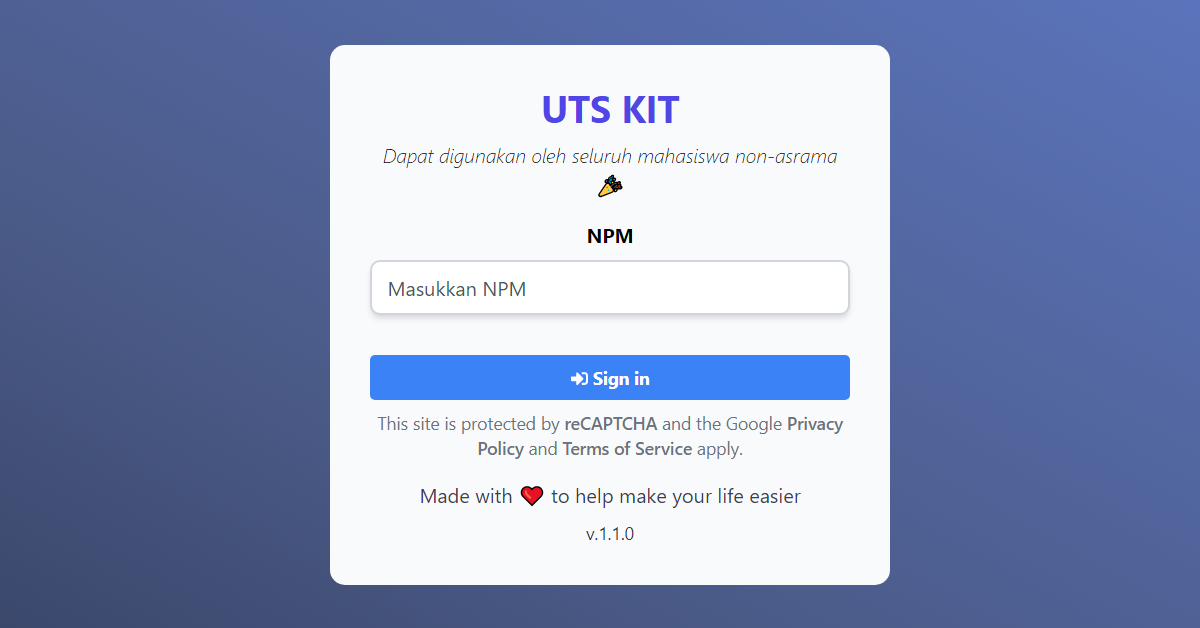 UTS KIT
Dapat digunakan oleh seluruh mahasiswa non-asrama
NPM
Masukkan NPM
Sign in
This site is protected by reCAPTCHA and the Google Privacy
Policy and Terms of Service apply.
Made with ❤️ to help make your life easier
v.1.1.0